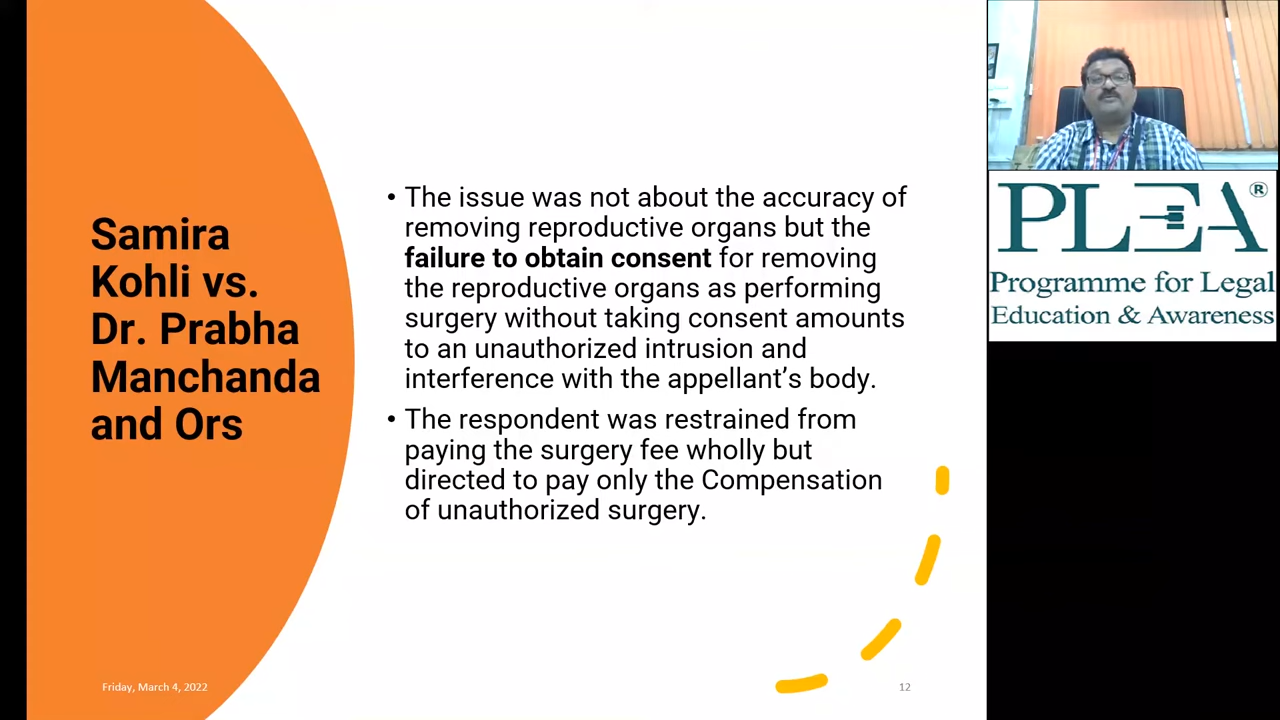 Samira
Kohli vs.
Dr. Prabha
Manchanda
and Ors
• The issue was not about the accuracy of
removing reproductive organs but the
failure to obtain consent for removing
the reproductive organs as performing
surgery without taking consent amounts
to an unauthorized intrusion and
interference with the appellant’s body.
• The respondent was restrained from
paying the surgery fee wholly but
directed to pay only the Compensation
of unauthorized surgery.
Friday, March 4, 2022
12
PLEA®
Programme for Legal
Education & Awareness